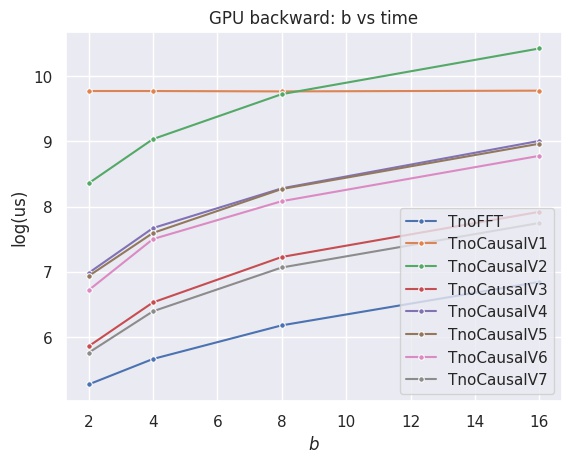 GPU backward: b vs time
log(us)
10
9
8
7
6
TnoFFT
TnoCausalV1
TnoCausalV2
TnoCausalV3
TnoCausalV4
TnoCausalV5
TnoCausalV6
TnoCausalV7
2 4 6 8 10 12 14 16
b